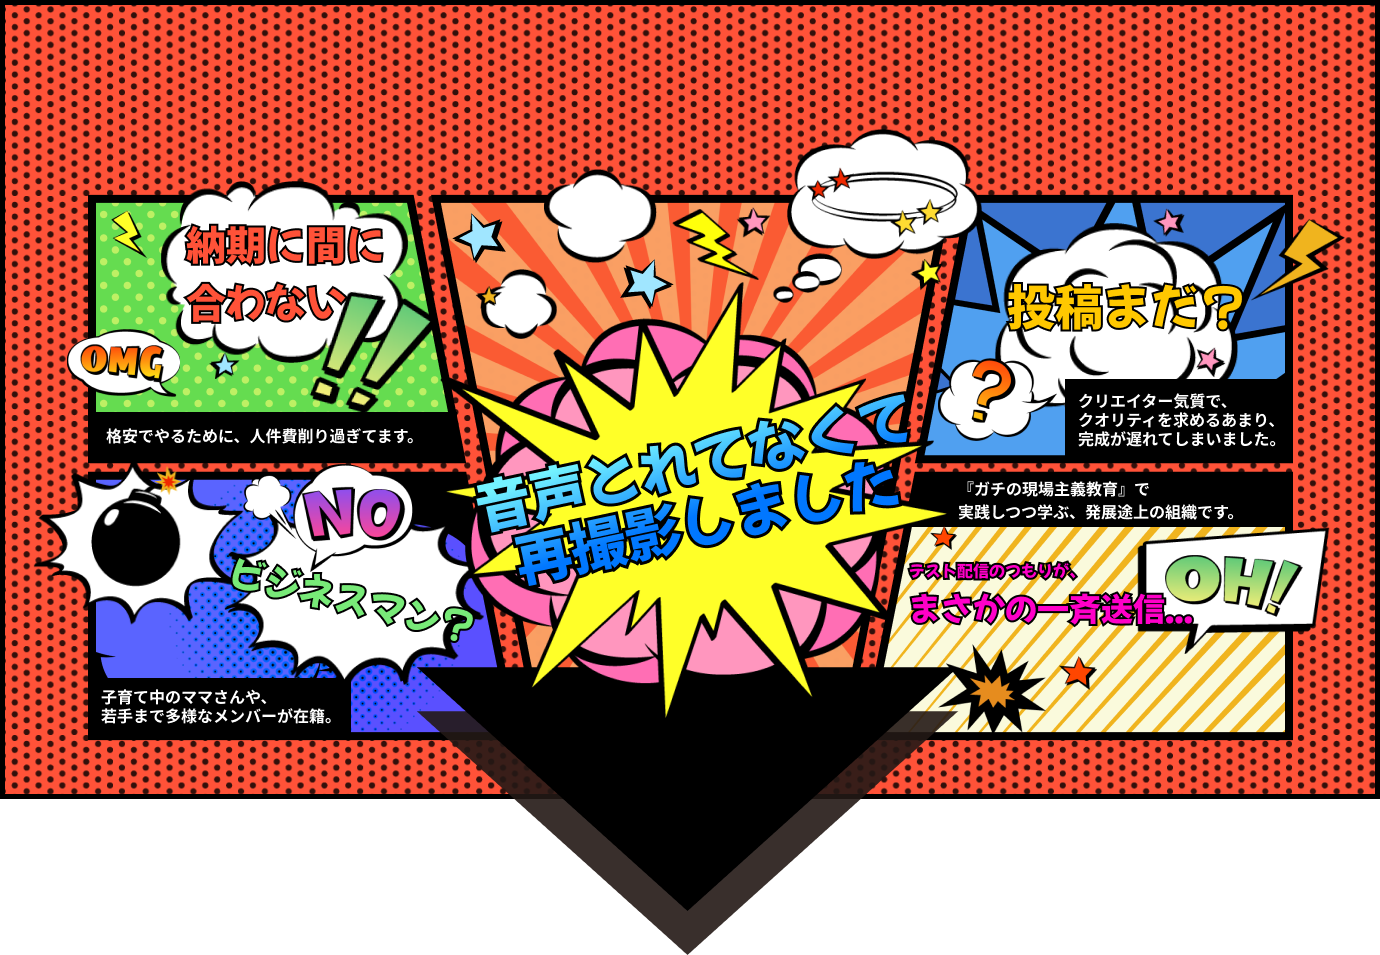 納期に間に
合わない!!
OMG
格安でやるために、人件費削り過ぎてます。
音声とれてなくて
再撮影しました
投稿まだ？
?
クリエイター気質で、
クオリティを求めるあまり、
完成が遅れてしまいました。
NO
ビジネスマン？
子育て中のママさんや、
若手まで多様なメンバーが在籍。
『ガチの現場主義教育』で
実践しつつ学ぶ、発展途上の組織です。
テスト配信のつもりが、
まさかの一斉送信...
OH!